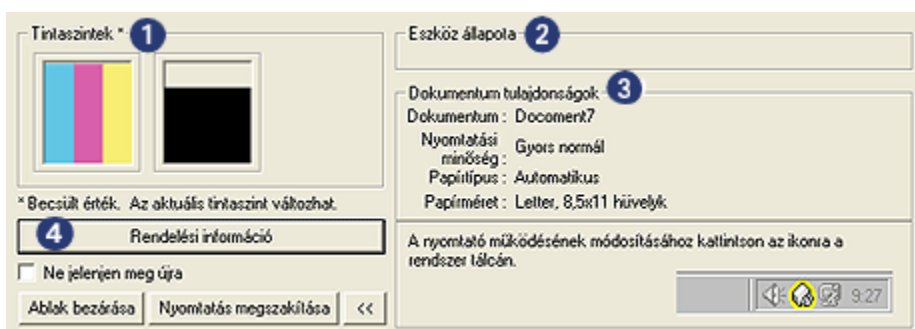 Tintaszintek * 1
* Becsült érték. Az aktuális tintaszint változhat.
4 Rendelési információ
Ne jelenjen meg újra
Ablak bezárása Nyomtatás megszakítása <<
Eszköz állapota 2
Dokumentum tulajdonságok 3
Dokumentum : Docoment7
Nyomtatási
minőség : Gyors normál
Papírtípus : Automatikus
Papírméret : Letter, 8,5x11 hüvelyk
A nyomtató működésének módosításához kattintson az ikonra a
rendszer tálcán.
9:27